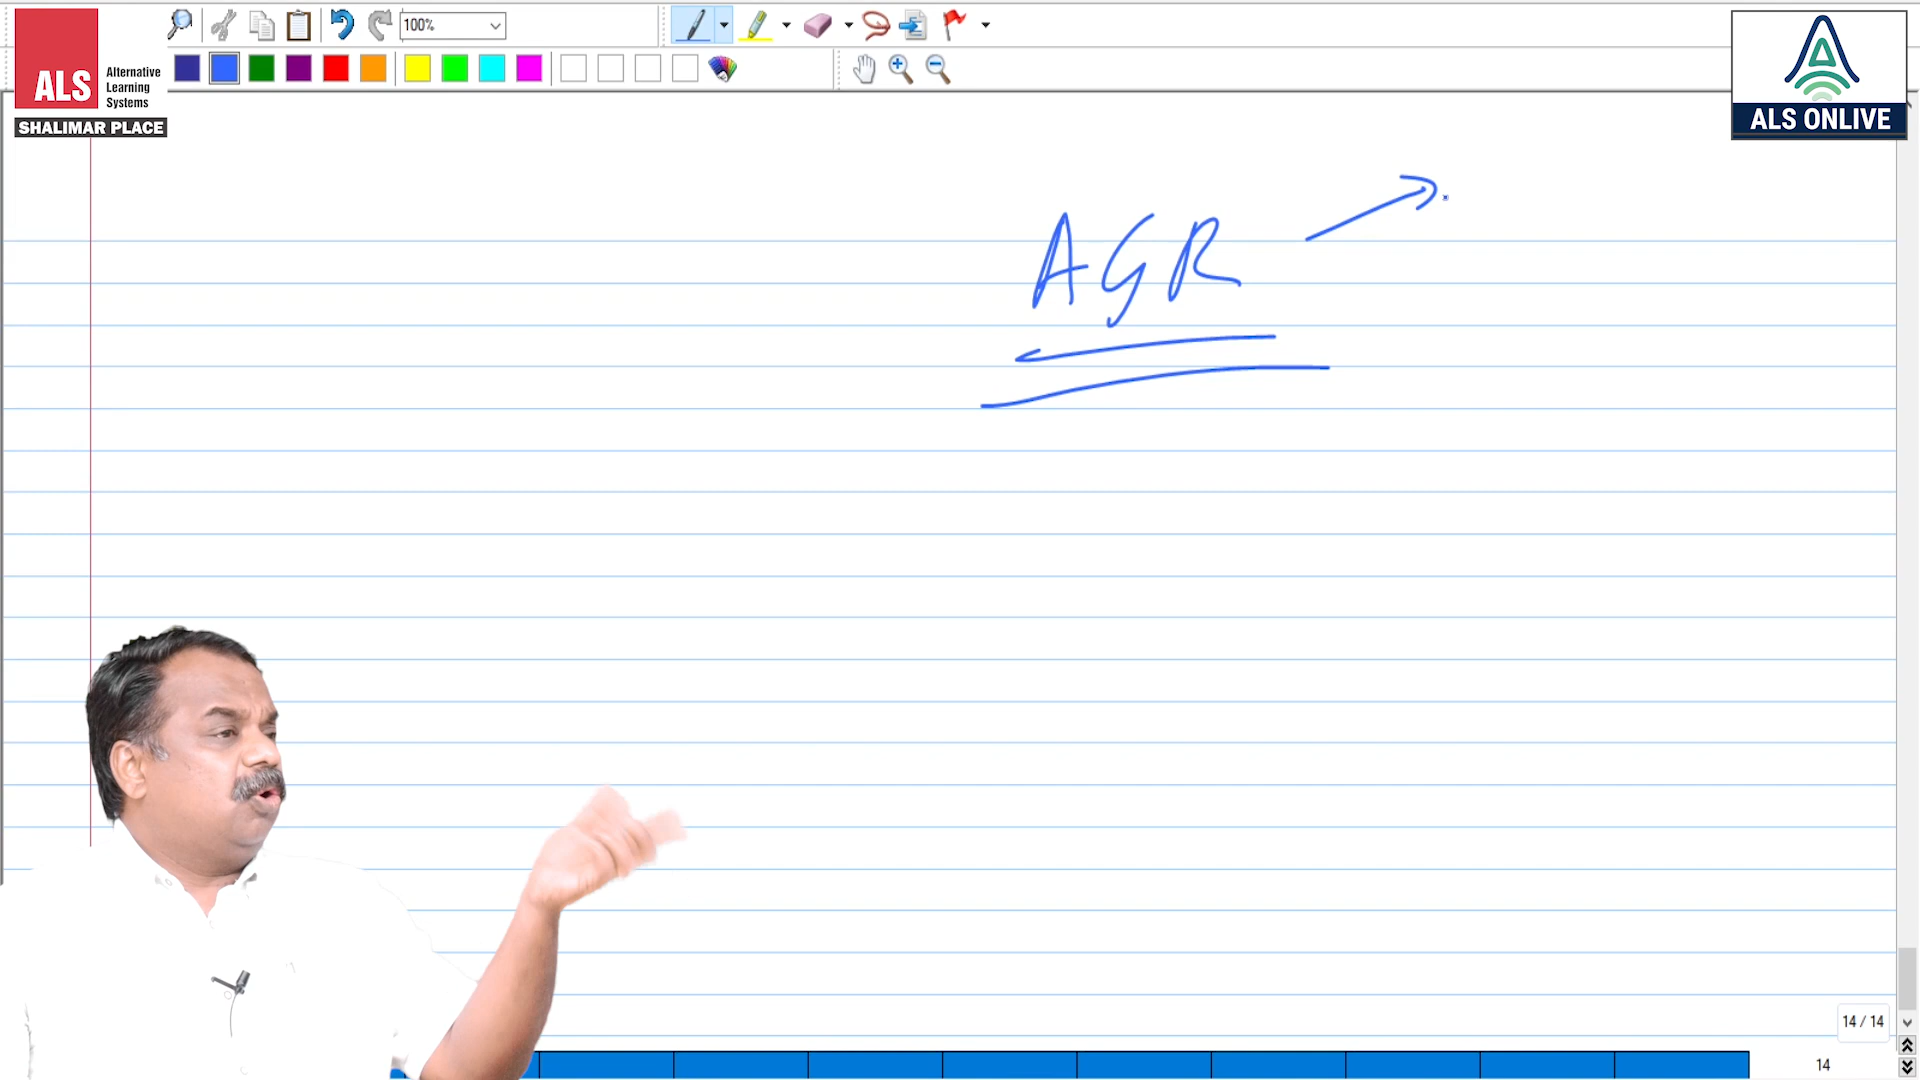 100%
ALS
Alternative
Learning
Systems
SHALIMAR PLACE
ALS ONLIVE
AGR
14 / 14
14